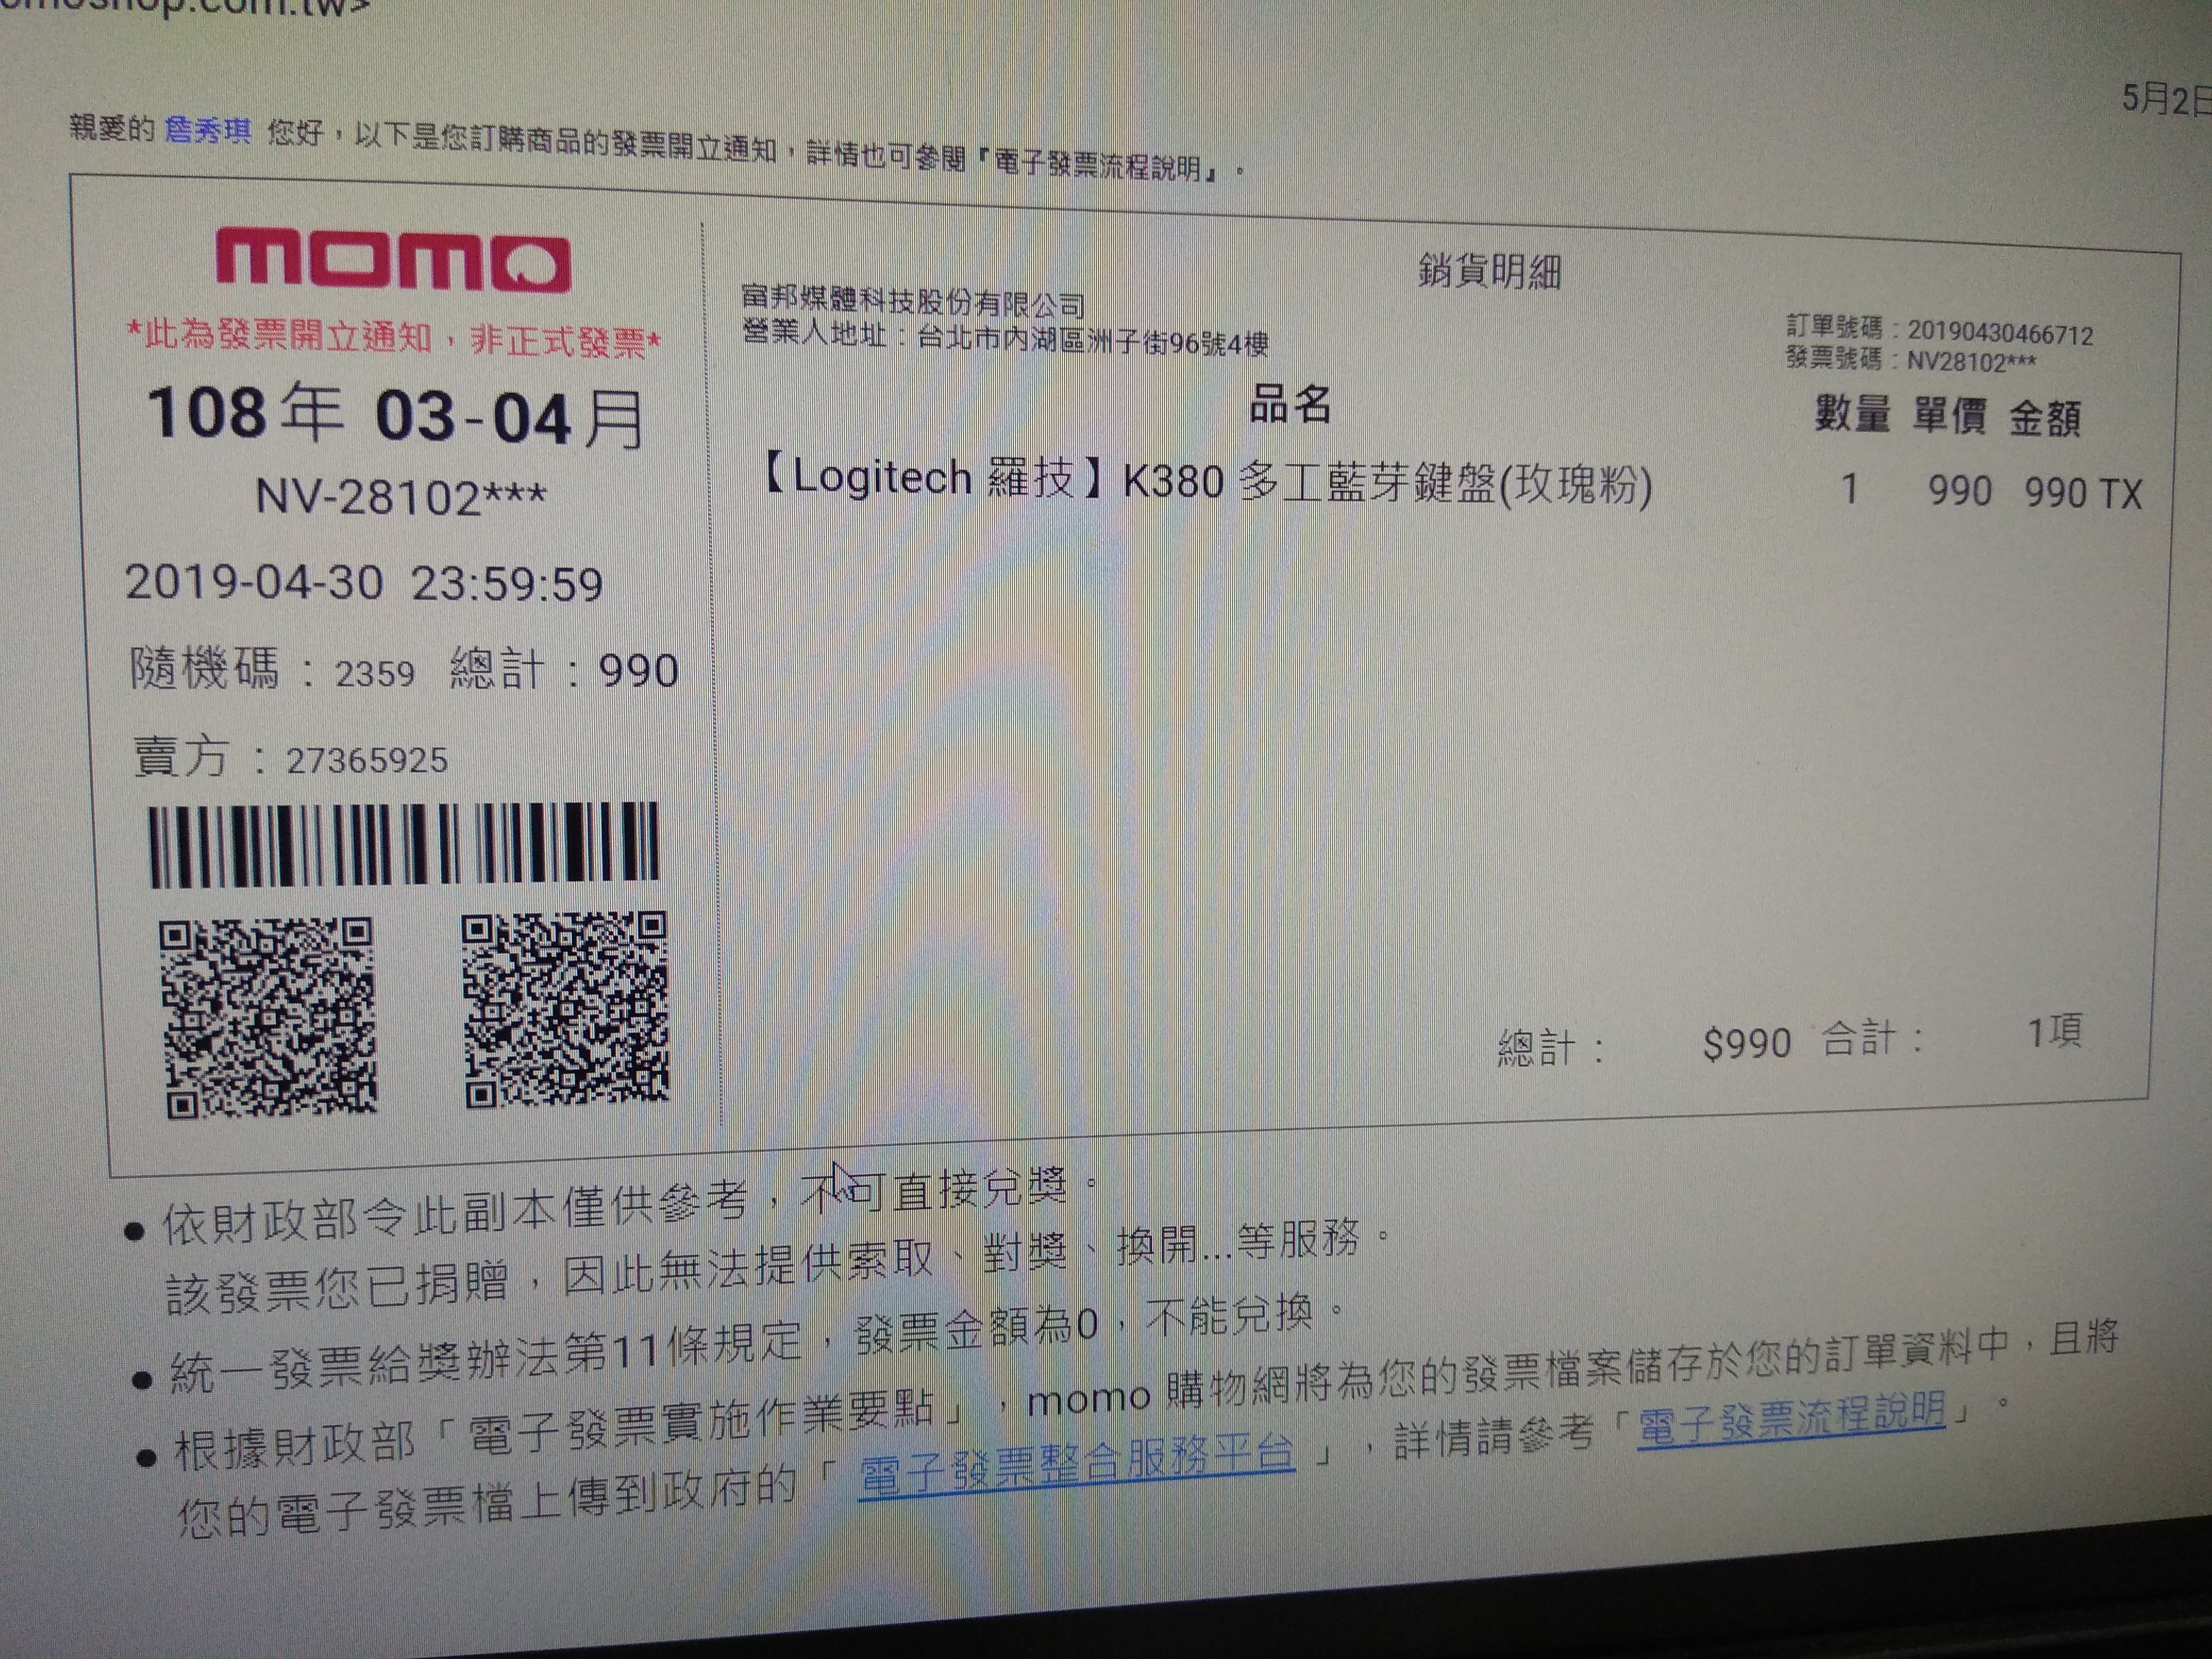 親愛的 詹秀琪 您好，以下是您訂購商品的發票開立通知，詳情也可參閱『電子發票流程說明』。
5月2日
momo
*此為發票開立通知，非正式發票*
108年 03-04月
NV-28102***
2019-04-30 23:59:59
隨機碼：2359 總計：990
賣方：27365925
銷貨明細
富邦媒體科技股份有限公司
營業人地址：台北市內湖區洲子街96號4樓
訂單號碼：20190430466712
發票號碼：NV28102***
品名 數量 單價 金額
【Logitech 羅技】K380 多工藍芽鍵盤(玫瑰粉) 1 990 990 TX
總計： $990 合計： 1項
● 依財政部令此副本僅供參考，不可直接兌獎。
該發票您已捐贈，因此無法提供索取、對獎、換開...等服務。
● 統一發票給獎辦法第11條規定，發票金額為0，不能兌換。
● 根據財政部「電子發票實施作業要點」，momo 購物網將為您的發票檔案儲存於您的訂單資料中，且將
您的電子發票檔上傳到政府的「 電子發票整合服務平台 」，詳情請參考「電子發票流程說明」。